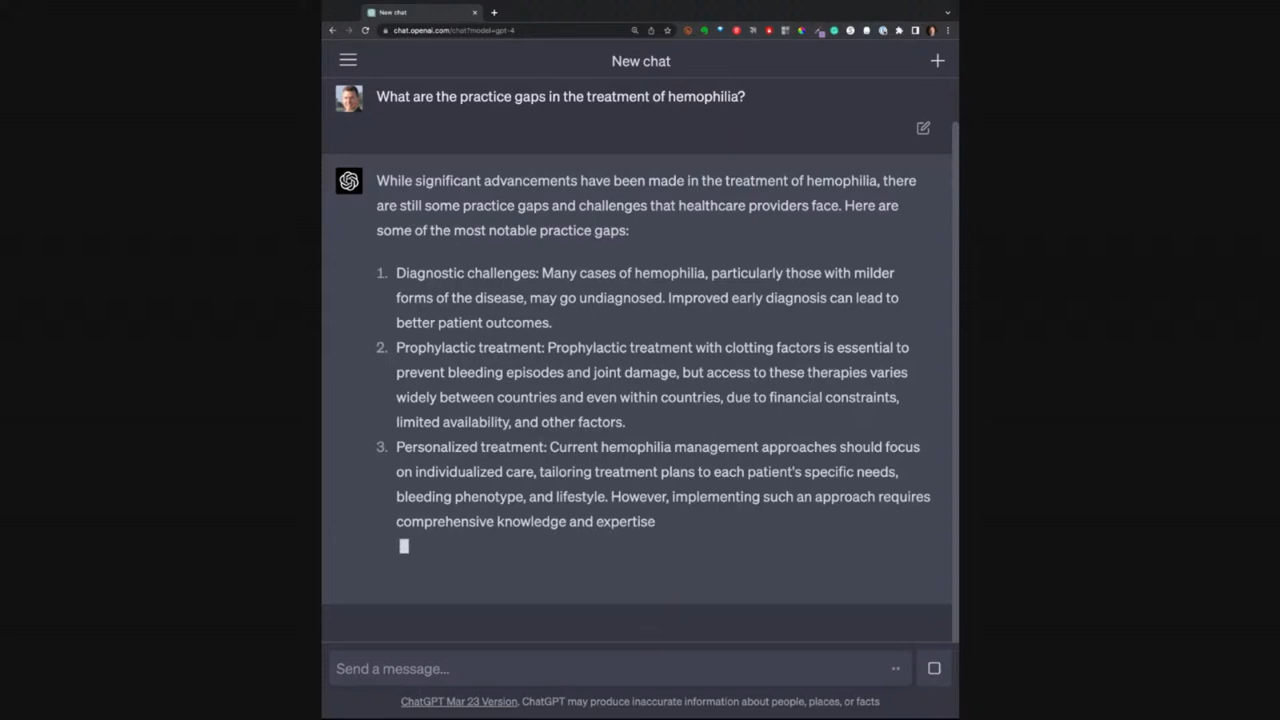 New chat
chat.openai.com/chat?model=gpt-4
New chat
What are the practice gaps in the treatment of hemophilia?
While significant advancements have been made in the treatment of hemophilia, there
are still some practice gaps and challenges that healthcare providers face. Here are
some of the most notable practice gaps:
1. Diagnostic challenges: Many cases of hemophilia, particularly those with milder
forms of the disease, may go undiagnosed. Improved early diagnosis can lead to
better patient outcomes.
2. Prophylactic treatment: Prophylactic treatment with clotting factors is essential to
prevent bleeding episodes and joint damage, but access to these therapies varies
widely between countries and even within countries, due to financial constraints,
limited availability, and other factors.
3. Personalized treatment: Current hemophilia management approaches should focus
on individualized care, tailoring treatment plans to each patient's specific needs,
bleeding phenotype, and lifestyle. However, implementing such an approach requires
comprehensive knowledge and expertise
Send a message...
ChatGPT Mar 23 Version. ChatGPT may produce inaccurate information about people, places, or facts